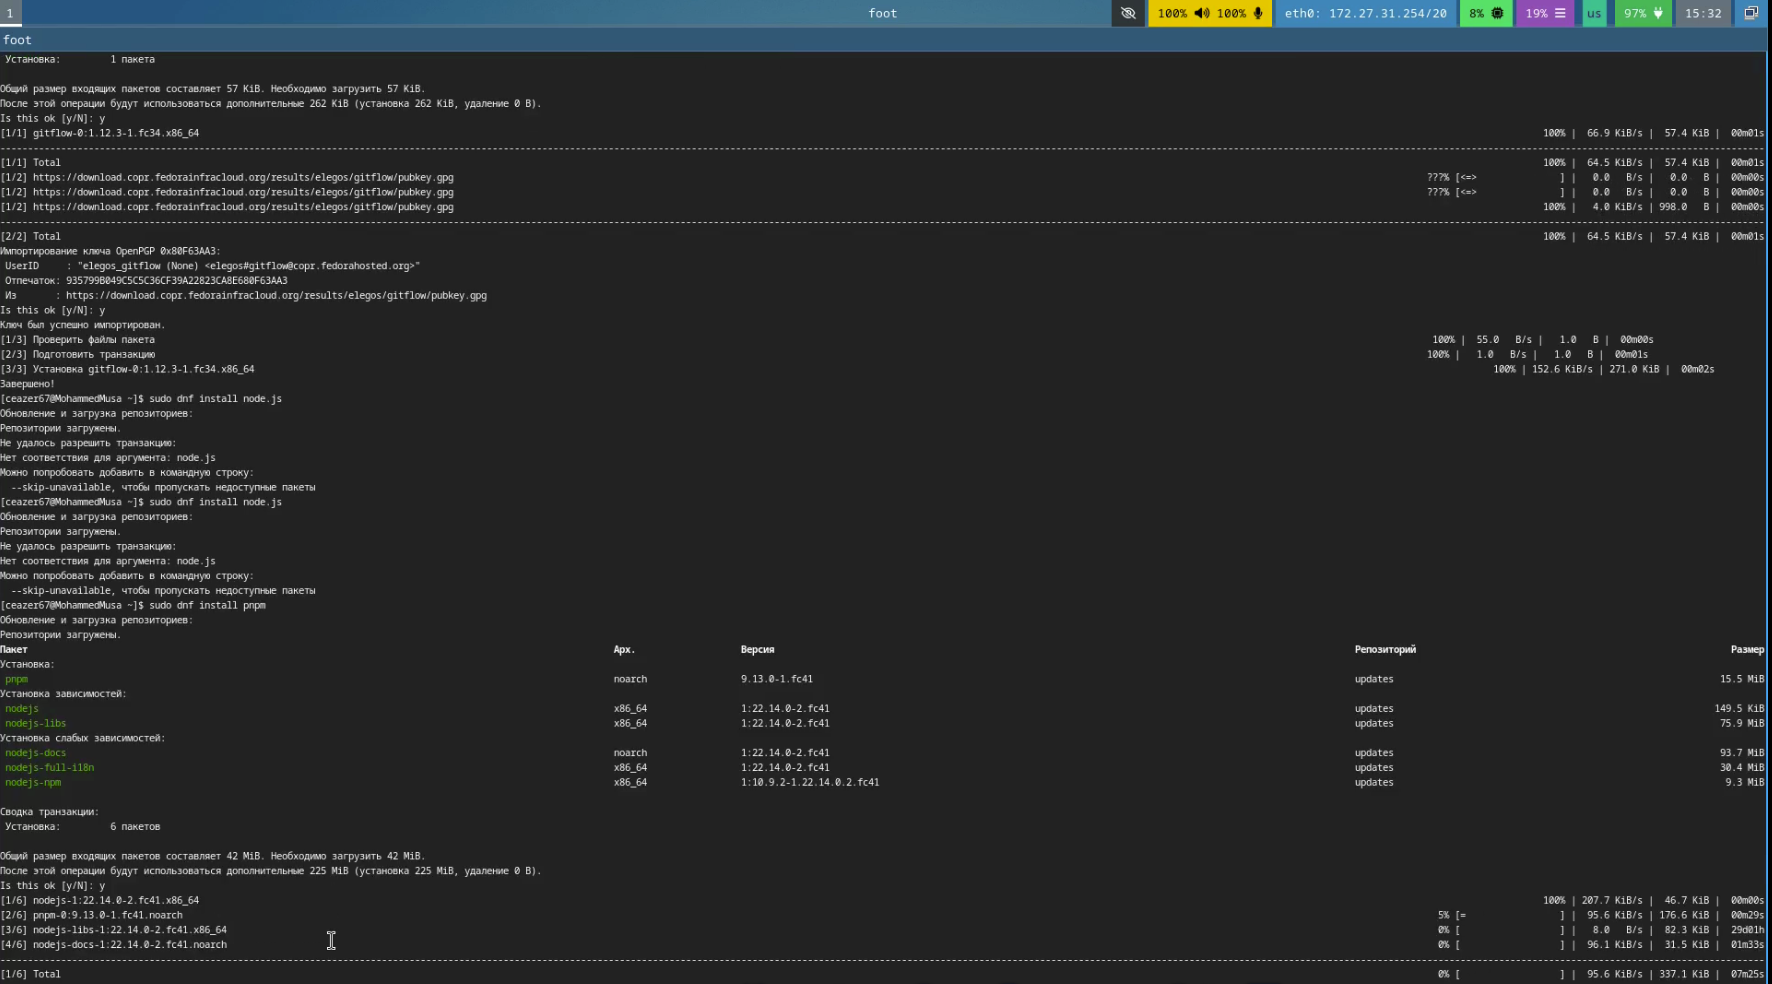 1 foot 100% 100% eth0: 172.27.31.254/20 8% 19% us 97% 15:32
foot
Установка: 1 пакета
Общий размер входящих пакетов составляет 57 KiB. Необходимо загрузить 57 KiB.
После этой операции будут использоваться дополнительные 262 KiB (установка 262 KiB, удаление 0 B).
Is this ok [y/N]: y
[1/1] gitflow-0:1.12.3-1.fc34.x86_64 100% | 66.9 KiB/s | 57.4 KiB | 00m01s
--------------------------------------------------------------------------------
[1/1] Total 100% | 64.5 KiB/s | 57.4 KiB | 00m01s
[1/2] https://download.copr.fedorainfracloud.org/results/elegos/gitflow/pubkey.gpg ???% [<=> ] | 0.0 B/s | 0.0 B | 00m00s
[1/2] https://download.copr.fedorainfracloud.org/results/elegos/gitflow/pubkey.gpg ???% [<=> ] | 0.0 B/s | 0.0 B | 00m00s
[1/2] https://download.copr.fedorainfracloud.org/results/elegos/gitflow/pubkey.gpg 100% | 4.0 KiB/s | 998.0 B | 00m00s
--------------------------------------------------------------------------------
[2/2] Total 100% | 64.5 KiB/s | 57.4 KiB | 00m01s
Импортирование ключа OpenPGP 0x80F63AA3:
UserID : "elegos_gitflow (None) <elegos#gitflow@copr.fedorahosted.org>"
Отпечаток: 935799B049C5C5C36CF39A22823CA8E680F63AA3
Из : https://download.copr.fedorainfracloud.org/results/elegos/gitflow/pubkey.gpg
Is this ok [y/N]: y
Ключ был успешно импортирован.
[1/3] Проверить файлы пакета 100% | 55.0 B/s | 1.0 B | 00m00s
[2/3] Подготовить транзакцию 100% | 1.0 B/s | 1.0 B | 00m01s
[3/3] Установка gitflow-0:1.12.3-1.fc34.x86_64 100% | 152.6 KiB/s | 271.0 KiB | 00m02s
Завершено!
[ceazer67@MohammedMusa ~]$ sudo dnf install node.js
Обновление и загрузка репозиториев:
Репозитории загружены.
Не удалось разрешить транзакцию:
Нет соответствия для аргумента: node.js
Можно попробовать добавить в командную строку:
--skip-unavailable, чтобы пропускать недоступные пакеты
[ceazer67@MohammedMusa ~]$ sudo dnf install node.js
Обновление и загрузка репозиториев:
Репозитории загружены.
Не удалось разрешить транзакцию:
Нет соответствия для аргумента: node.js
Можно попробовать добавить в командную строку:
--skip-unavailable, чтобы пропускать недоступные пакеты
[ceazer67@MohammedMusa ~]$ sudo dnf install pnpm
Обновление и загрузка репозиториев:
Репозитории загружены.
Пакет Арх. Версия Репозиторий Размер
Установка:
pnpm noarch 9.13.0-1.fc41 updates 15.5 MiB
Установка зависимостей:
nodejs x86_64 1:22.14.0-2.fc41 updates 149.5 KiB
nodejs-libs x86_64 1:22.14.0-2.fc41 updates 75.9 MiB
Установка слабых зависимостей:
nodejs-docs noarch 1:22.14.0-2.fc41 updates 93.7 MiB
nodejs-full-i18n x86_64 1:22.14.0-2.fc41 updates 30.4 MiB
nodejs-npm x86_64 1:10.9.2-1.22.14.0.2.fc41 updates 9.3 MiB
Сводка транзакции:
Установка: 6 пакетов
Общий размер входящих пакетов составляет 42 MiB. Необходимо загрузить 42 MiB.
После этой операции будут использоваться дополнительные 225 MiB (установка 225 MiB, удаление 0 B).
Is this ok [y/N]: y
[1/6] nodejs-1:22.14.0-2.fc41.x86_64 100% | 207.7 KiB/s | 46.7 KiB | 00m00s
[2/6] pnpm-0:9.13.0-1.fc41.noarch 5% [= ] | 95.6 KiB/s | 176.6 KiB | 00m29s
[3/6] nodejs-libs-1:22.14.0-2.fc41.x86_64 0% [ ] | 8.0 B/s | 82.3 KiB | 29d01h
[4/6] nodejs-docs-1:22.14.0-2.fc41.noarch 0% [ ] | 96.1 KiB/s | 31.5 KiB | 01m33s
--------------------------------------------------------------------------------
[1/6] Total 0% [ ] | 95.6 KiB/s | 337.1 KiB | 07m25s